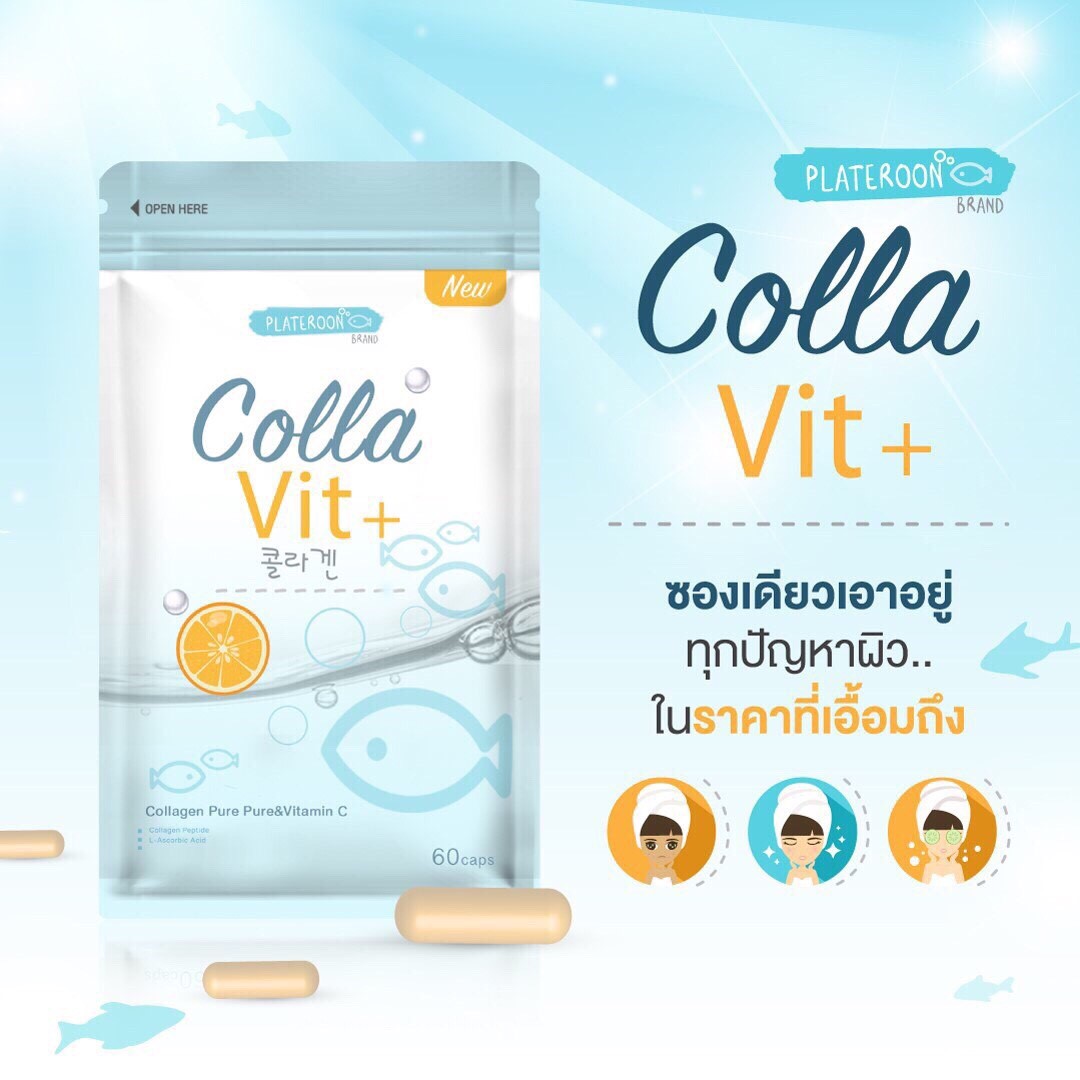 OPEN HERE
New
PLATEROON
BRAND
Colla
Vit +
콜라겐
Collagen Pure Pure&Vitamin C
Collagen Peptide
L-Ascorbic Acid
60caps
PLATEROON
BRAND
Colla
Vit +
ซองเดียวเอาอยู่
ทุกปัญหาผิว..
ในราคาที่เอื้อมถึง